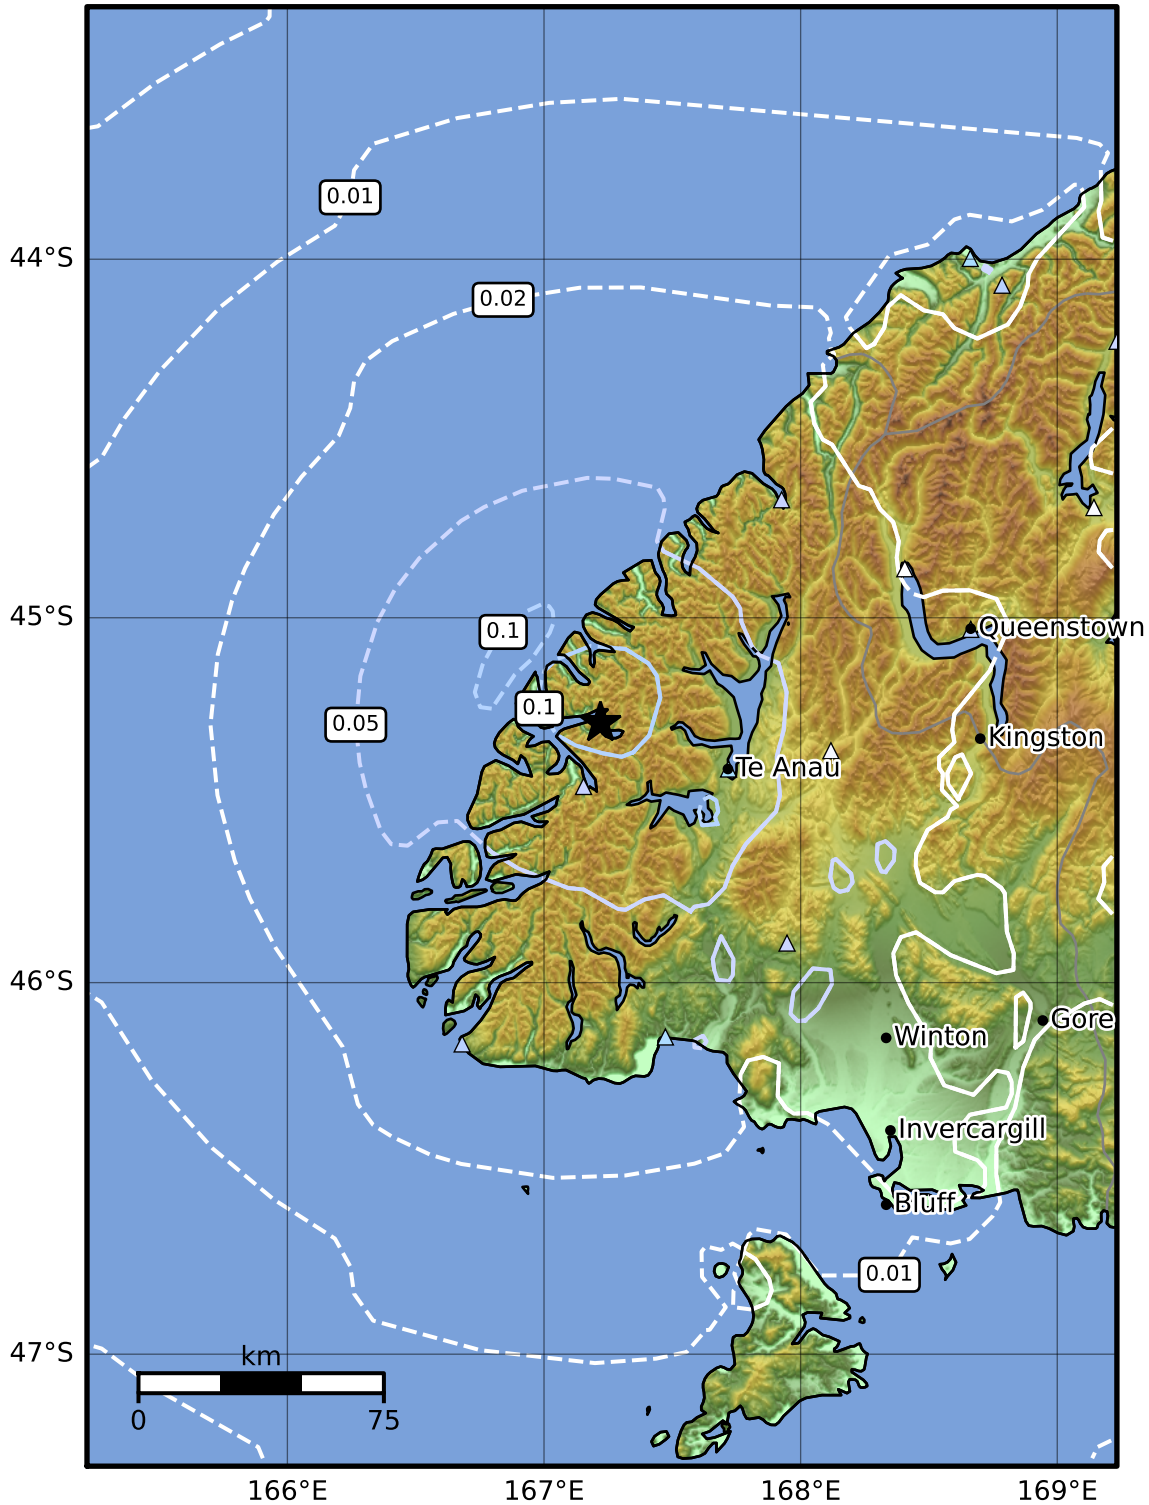 0.01
44°S
0.02
45°S
0.1
Queenstown
0.1
0.05
Kingston
Te Anau
46°S
Gore
Winton
Invercargill
Bluff
0.01
47°S
km
0
75
166°E
167°E
168°E
169°E